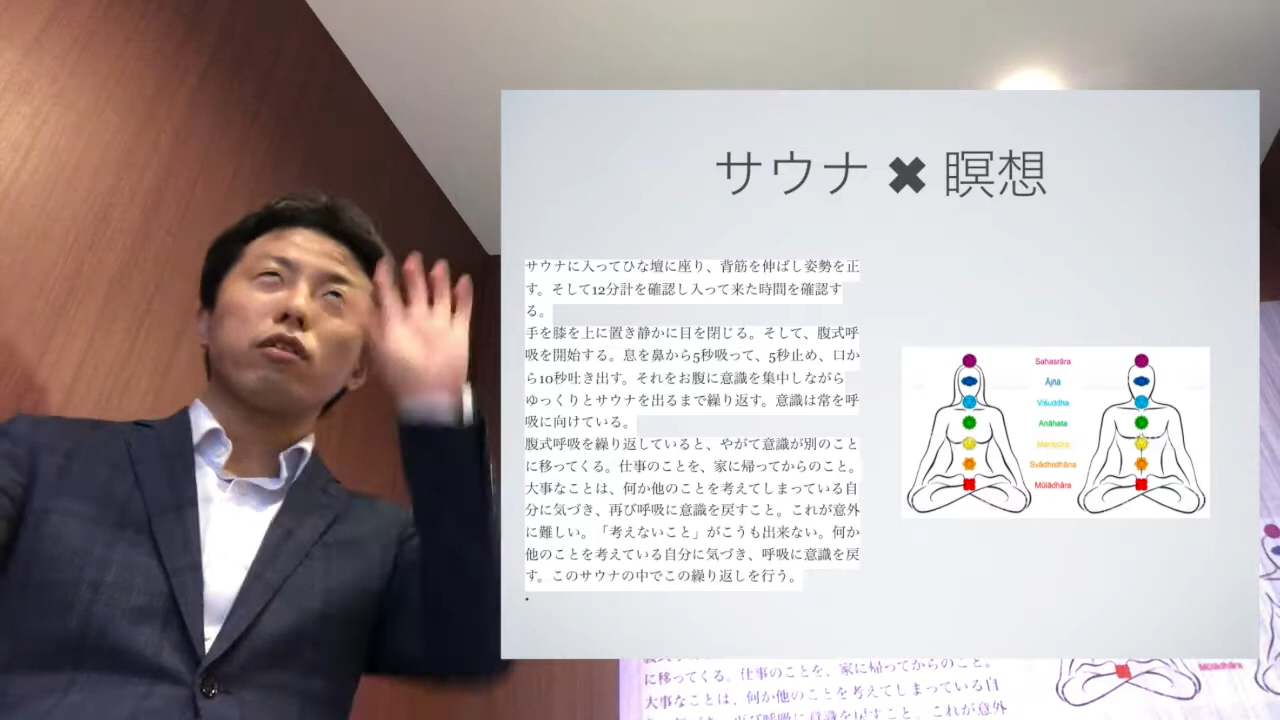 サウナ ✖ 瞑想
サウナに入ってひな壇に座り、背筋を伸ばし姿勢を正
す。そして12分計を確認し入って来た時間を確認す
る。
手を膝を上に置き静かに目を閉じる。そして、腹式呼
吸を開始する。息を鼻から5秒吸って、5秒止め、口か
ら10秒吐き出す。それをお腹に意識を集中しながら
ゆっくりとサウナを出るまで繰り返す。意識は常を呼
吸に向けている。
腹式呼吸を繰り返していると、やがて意識が別のこと
に移ってくる。仕事のことを、家に帰ってからのこと。
大事なことは、何か他のことを考えてしまっている自
分に気づき、再び呼吸に意識を戻すこと。これが意外
に難しい。「考えないこと」がこうも出来ない。何か
他のことを考えている自分に気づき、呼吸に意識を戻
す。このサウナの中でこの繰り返しを行う。
Sahasrāra
Ājñā
Viśuddha
Anāhata
Manipūra
Svādhisthāna
Mūlādhāra
に移ってくる。仕事のことを、家に帰ってからのこと。
大事なことは、何か他のことを考えてしまっている自
Mūlādhāra